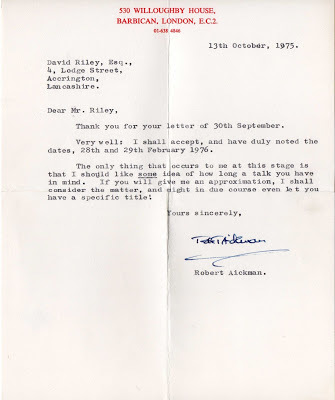 530 WILLOUGHBY HOUSE,
BARBICAN, LONDON, E.C.2.
01-638 4846
13th October, 1975.
David Riley, Esq.,
4, Lodge Street,
Accrington,
Lancashire.
Dear Mr. Riley,
Thank you for your letter of 30th September.
Very well: I shall accept, and have duly noted the
dates, 28th and 29th February 1976.
The only thing that occurs to me at this stage is
that I should like some idea of how long a talk you have
in mind. If you will give me an approximation, I shall
consider the matter, and might in due course even let you
have a specific title!
Yours sincerely,
Robt Aickman
Robert Aickman.